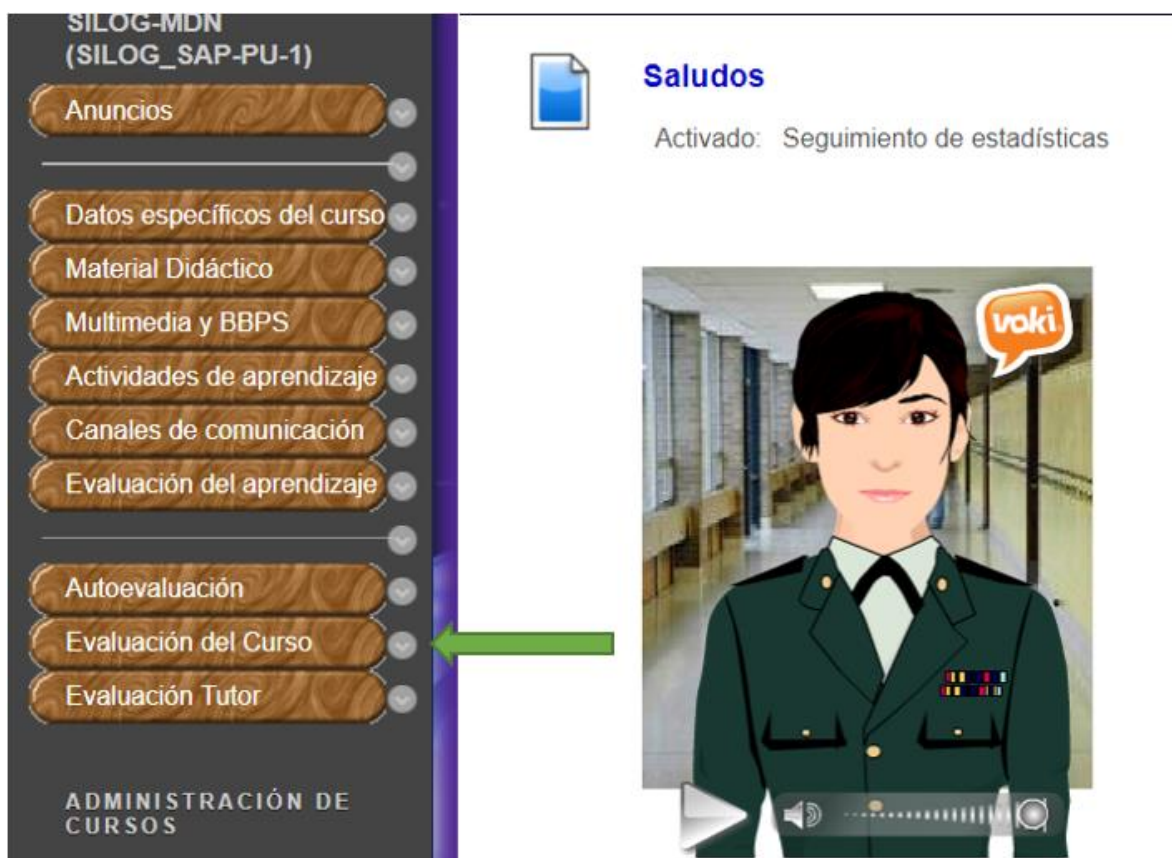 SILOG-MDN
(SILOG_SAP-PU-1)
Anuncios
Datos específicos del curso
Material Didáctico
Multimedia y BBPS
Actividades de aprendizaje
Canales de comunicación
Evaluación del aprendizaje
Autoevaluación
Evaluación del Curso
Evaluación Tutor
ADMINISTRACIÓN DE
CURSOS
Saludos
Activado: Seguimiento de estadísticas
voki